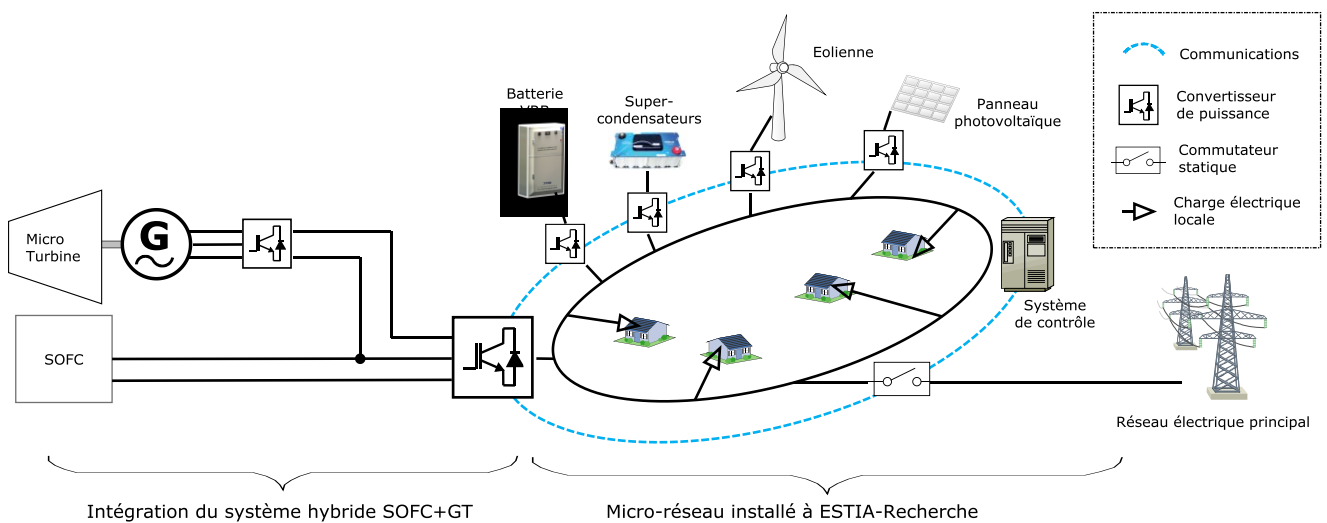 Eolienne
Batterie
Super-
condensateurs
Panneau
photovoltaïque
Communications
Convertisseur
de puissance
Commutateur
statique
Charge électrique
locale
Micro
Turbine
G
SOFC
Système
de contrôle
Réseau électrique principal
Intégration du système hybride SOFC+GT
Micro-réseau installé à ESTIA-Recherche